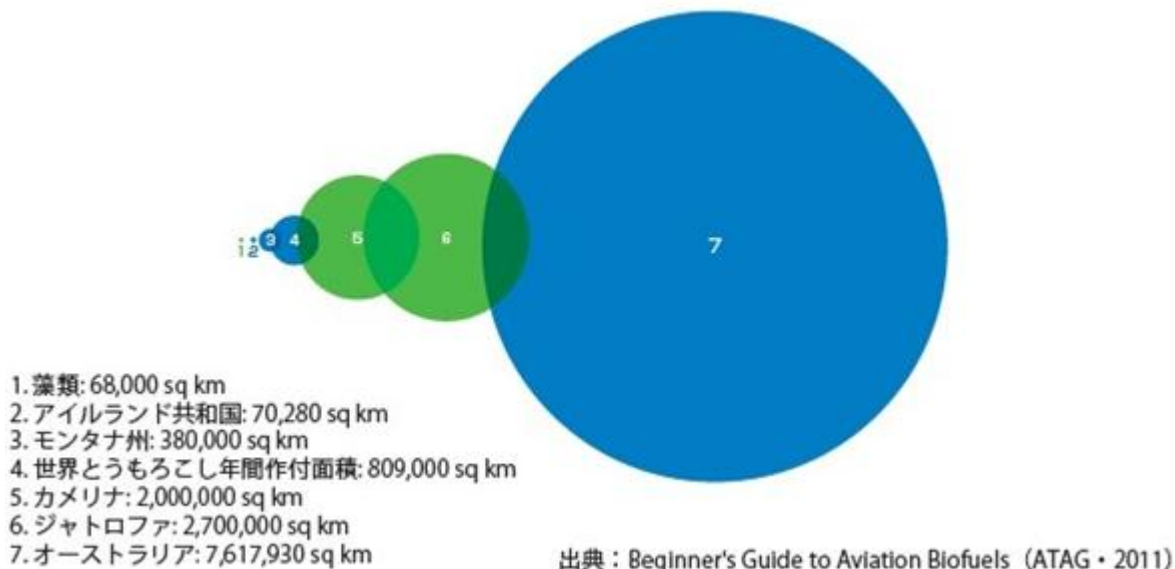 1
2
3
4
5
6
7
1. 藻類: 68,000 sq km
2. アイルランド共和国: 70,280 sq km
3. モンタナ州: 380,000 sq km
4. 世界とうもろこし年間作付面積: 809,000 sq km
5. カメリナ: 2,000,000 sq km
6. ジャトロファ: 2,700,000 sq km
7. オーストラリア: 7,617,930 sq km
出典：Beginner's Guide to Aviation Biofuels（ATAG・2011）